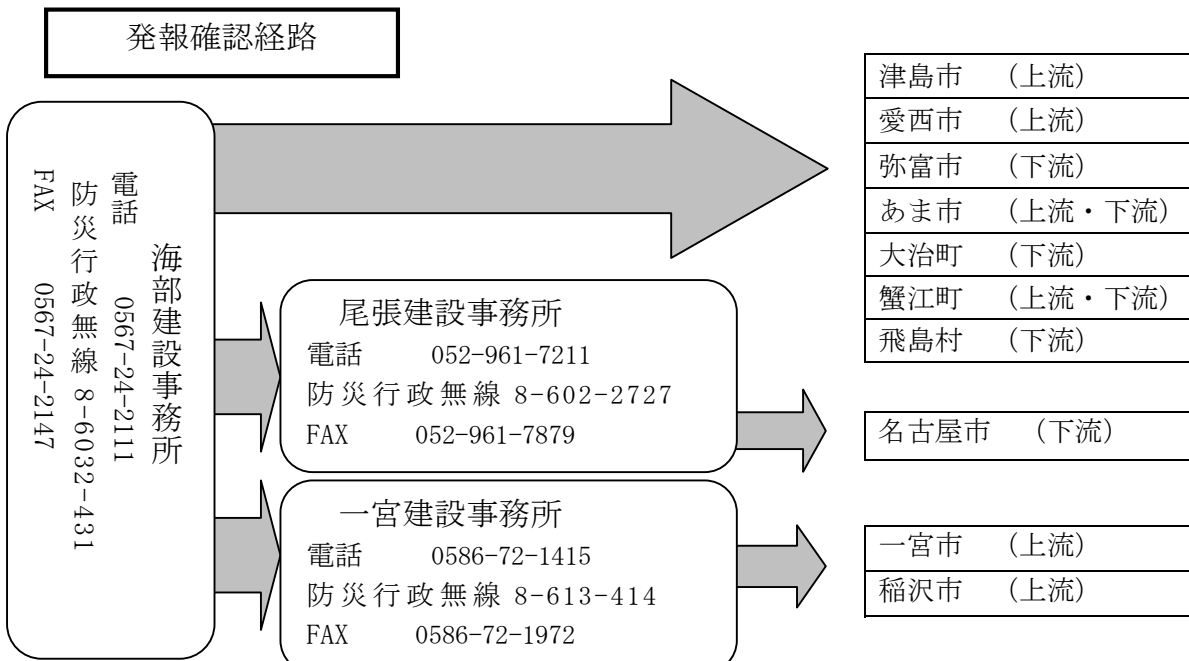 発報確認経路
海部建設事務所
電話 0567-24-2111
防災行政無線 8-6032-431
FAX 0567-24-2147
尾張建設事務所
電話 052-961-7211
防災行政無線 8-602-2727
FAX 052-961-7879
一宮建設事務所
電話 0586-72-1415
防災行政無線 8-613-414
FAX 0586-72-1972
津島市 (上流)
愛西市 (上流)
弥富市 (下流)
あま市 (上流・下流)
大治町 (下流)
蟹江町 (上流・下流)
飛島村 (下流)
名古屋市 (下流)
一宮市 (上流)
稲沢市 (上流)